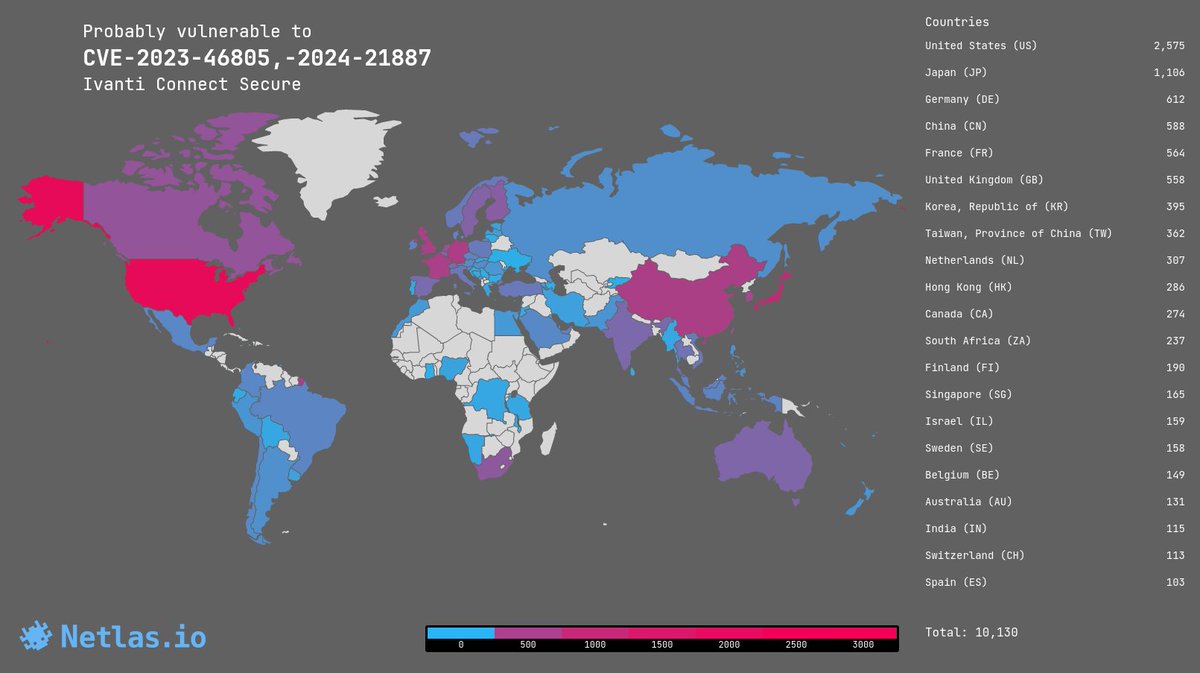 Probably vulnerable to
CVE-2023-46805,-2024-21887
Ivanti Connect Secure
Countries
United States (US) 2,575
Japan (JP) 1,106
Germany (DE) 612
China (CN) 588
France (FR) 564
United Kingdom (GB) 558
Korea, Republic of (KR) 395
Taiwan, Province of China (TW) 362
Netherlands (NL) 307
Hong Kong (HK) 286
Canada (CA) 274
South Africa (ZA) 237
Finland (FI) 190
Singapore (SG) 165
Israel (IL) 159
Sweden (SE) 158
Belgium (BE) 149
Australia (AU) 131
India (IN) 115
Switzerland (CH) 113
Spain (ES) 103
Total: 10,130
Netlas.io
0 500 1000 1500 2000 2500 3000